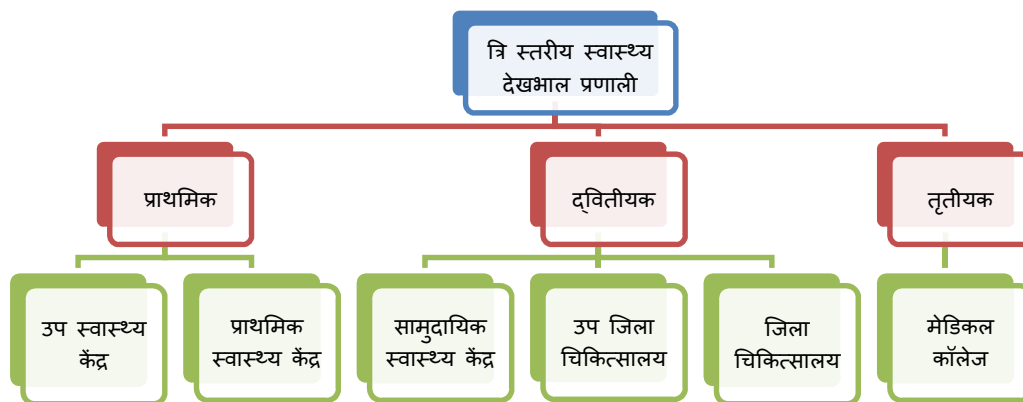 त्रि स्तरीय स्वास्थ्य
देखभाल प्रणाली
प्राथमिक
द्वितीयक
तृतीयक
उप स्वास्थ्य
केंद्र
प्राथमिक
स्वास्थ्य केंद्र
सामुदायिक
स्वास्थ्य केंद्र
उप जिला
चिकित्सालय
जिला
चिकित्सालय
मेडिकल
कॉलेज